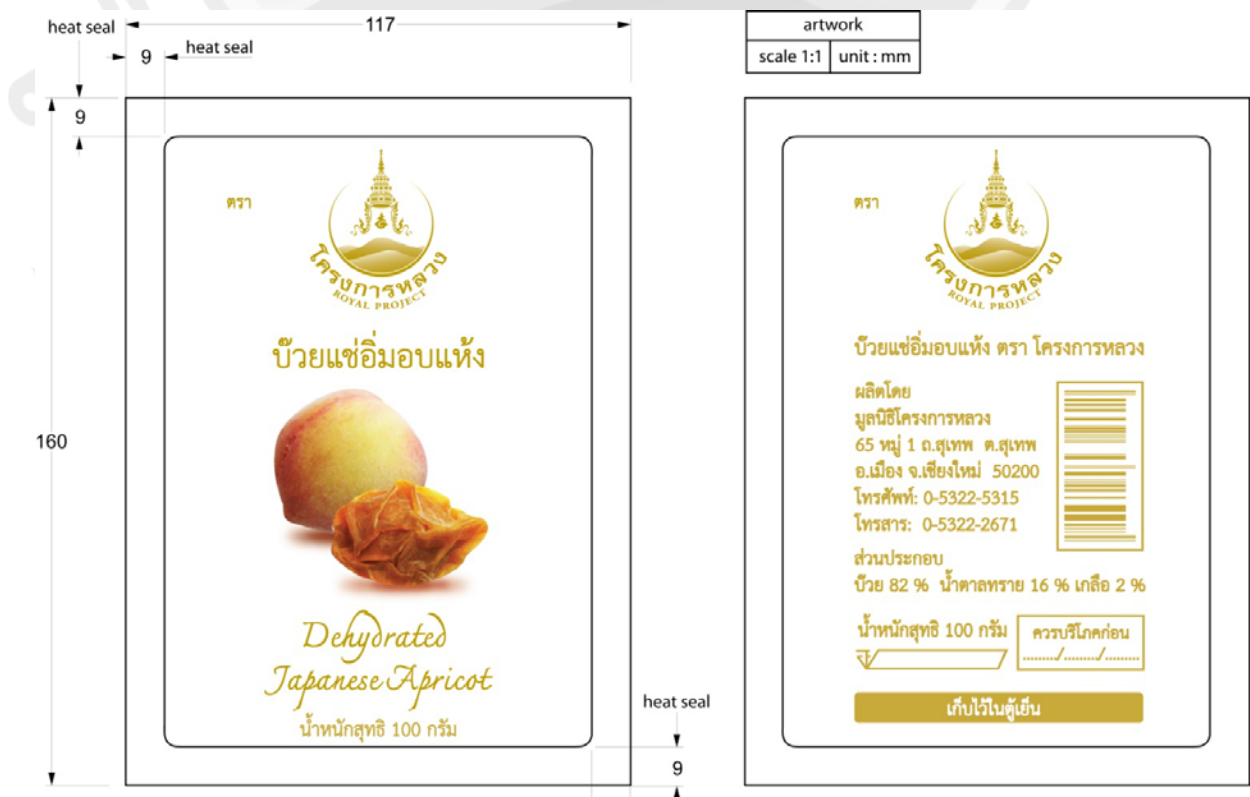 heat seal
117
9
heat seal
9
160
ตรา
โครงการหลวง
ROYAL PROJECT
บ๊วยแช่อิ่มอบแห้ง
Dehydrated
Japanese Apricot
น้ำหนักสุทธิ 100 กรัม
heat seal
9
artwork
scale 1:1
unit : mm
ตรา
โครงการหลวง
ROYAL PROJECT
บ๊วยแช่อิ่มอบแห้ง ตรา โครงการหลวง
ผลิตโดย
มูลนิธิโครงการหลวง
65 หมู่ 1 ถ.สุเทพ ต.สุเทพ
อ.เมือง จ.เชียงใหม่ 50200
โทรศัพท์: 0-5322-5315
โทรสาร: 0-5322-2671
ส่วนประกอบ
บ๊วย 82 % น้ำตาลทราย 16 % เกลือ 2 %
น้ำหนักสุทธิ 100 กรัม
ควรบริโภคก่อน
......../......../........
เก็บไว้ในตู้เย็น